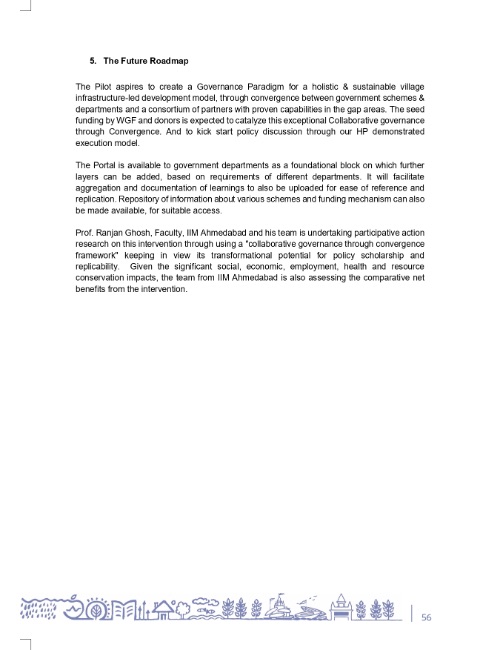 5. The Future Roadmap
The Pilot aspires to create a Governance Paradigm for a holistic & sustainable village
infrastructure-led development model, through convergence between government schemes &
departments and a consortium of partners with proven capabilities in the gap areas. The seed
funding by WGF and donors is expected to catalyze this exceptional Collaborative governance
through Convergence. And to kick start policy discussion through our HP demonstrated
execution model.
The Portal is available to government departments as a foundational block on which further
layers can be added, based on requirements of different departments. It will facilitate
aggregation and documentation of learnings to also be uploaded for ease of reference and
replication. Repository of information about various schemes and funding mechanism can also
be made available, for suitable access.
Prof. Ranjan Ghosh, Faculty, IIM Ahmedabad and his team is undertaking participative action
research on this intervention through using a "collaborative governance through convergence
framework" keeping in view its transformational potential for policy scholarship and
replicability. Given the significant social, economic, employment, health and resource
conservation impacts, the team from IIM Ahmedabad is also assessing the comparative net
benefits from the intervention.
56